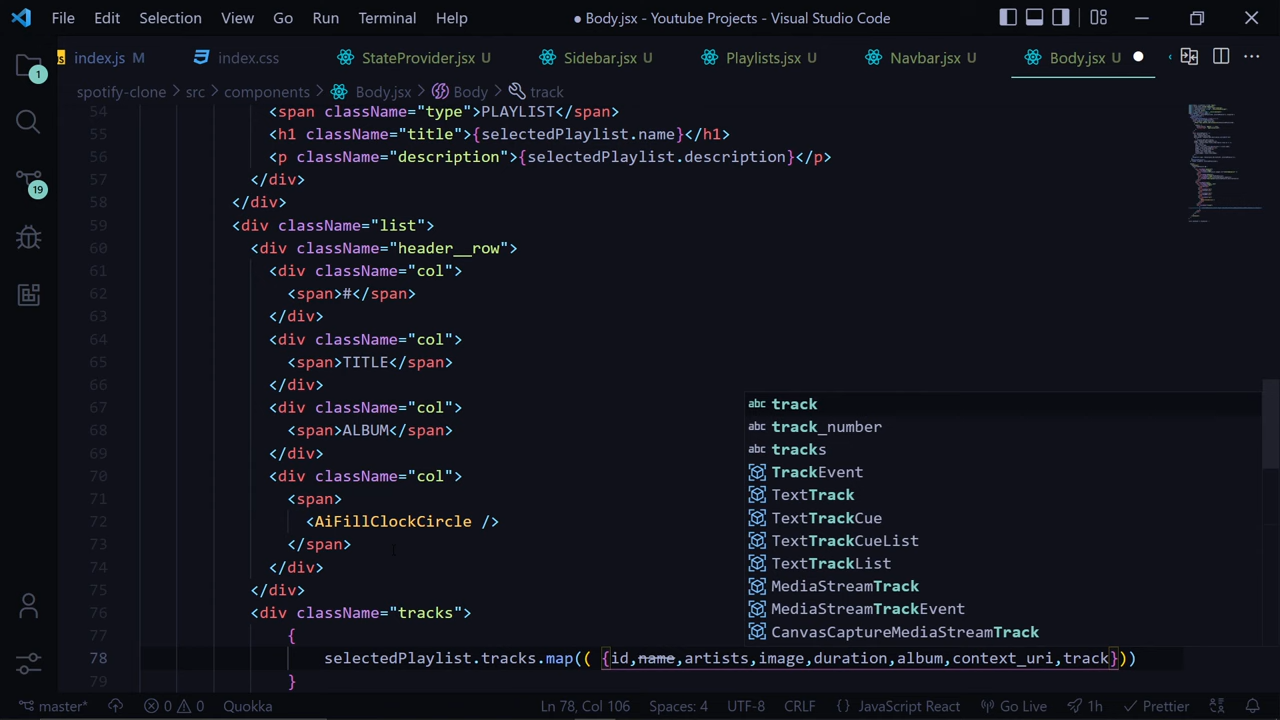 File Edit Selection View Go Run Terminal Help ● Body.jsx - Youtube Projects - Visual Studio Code
index.js M index.css StateProvider.jsx U Sidebar.jsx U Playlists.jsx U Navbar.jsx U Body.jsx U
spotify-clone > src > components > Body.jsx > Body > track
54 <span className="type">PLAYLIST</span>
55 <h1 className="title">{selectedPlaylist.name}</h1>
56 <p className="description">{selectedPlaylist.description}</p>
57 </div>
58 </div>
59 <div className="list">
60 <div className="header__row">
61 <div className="col">
62 <span>#</span>
63 </div>
64 <div className="col">
65 <span>TITLE</span>
66 </div>
67 <div className="col">
68 <span>ALBUM</span>
69 </div>
70 <div className="col">
71 <span>
72 <AiFillClockCircle />
73 </span>
74 </div>
75 </div>
76 <div className="tracks">
77 {
78 selectedPlaylist.tracks.map(( {id,name,artists,image,duration,album,context_uri,track}))
79 }
abc track
abc track_number
abc tracks
TrackEvent
TextTrack
TextTrackCue
TextTrackCueList
TextTrackList
MediaStreamTrack
MediaStreamTrackEvent
CanvasCaptureMediaStreamTrack
1
19
master* 0 0 Quokka Ln 78, Col 106 Spaces: 4 UTF-8 CRLF {} JavaScript React Go Live 1h Prettier